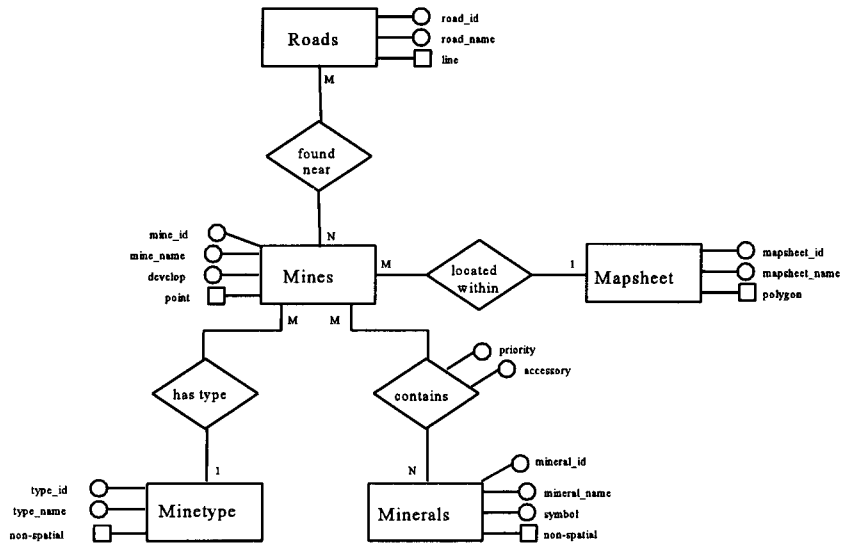 Roads
road_id
road_name
line
M
found
near
N
mine_id
mine_name
develop
point
Mines
M
located
within
1
Mapsheet
mapsheet_id
mapsheet_name
polygon
M
M
has type
contains
priority
accessory
1
N
type_id
type_name
non-spatial
Minetype
Minerals
mineral_id
mineral_name
symbol
non-spatial